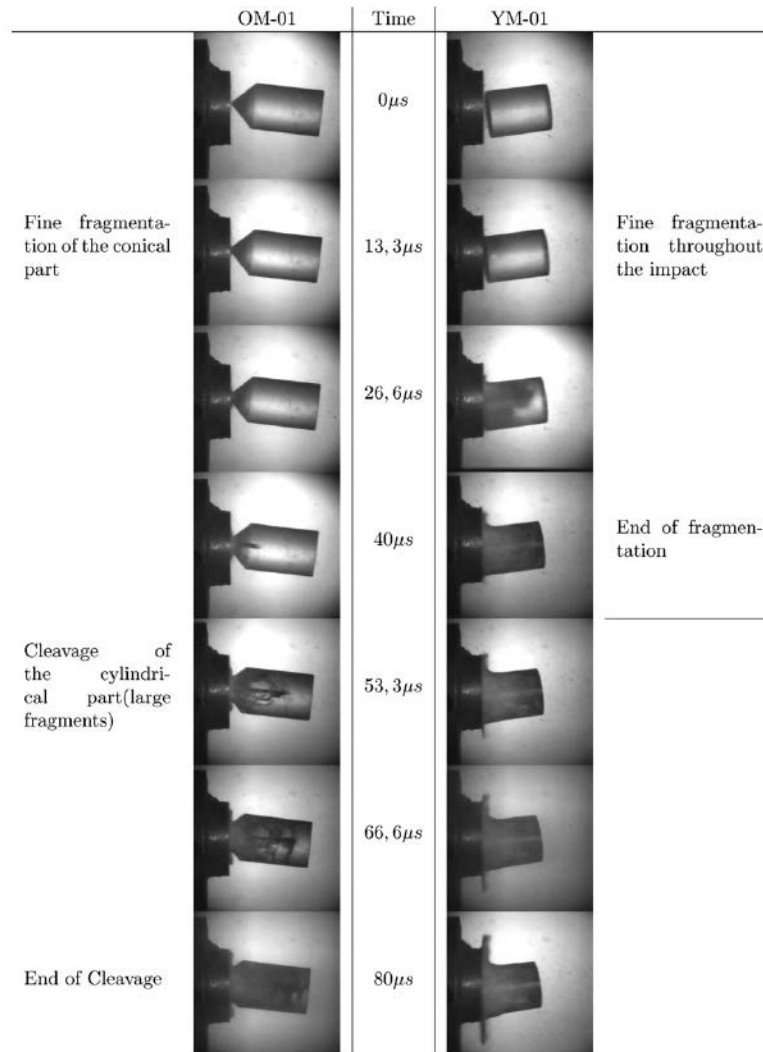 OM-01 Time YM-01
0μs
Fine fragmenta-
tion of the conical
part
13,3μs
Fine fragmenta-
tion throughout
the impact
26,6μs
40μs
End of fragmen-
tation
Cleavage of
the cylindri-
cal part(large
fragments)
53,3μs
66,6μs
End of Cleavage
80μs